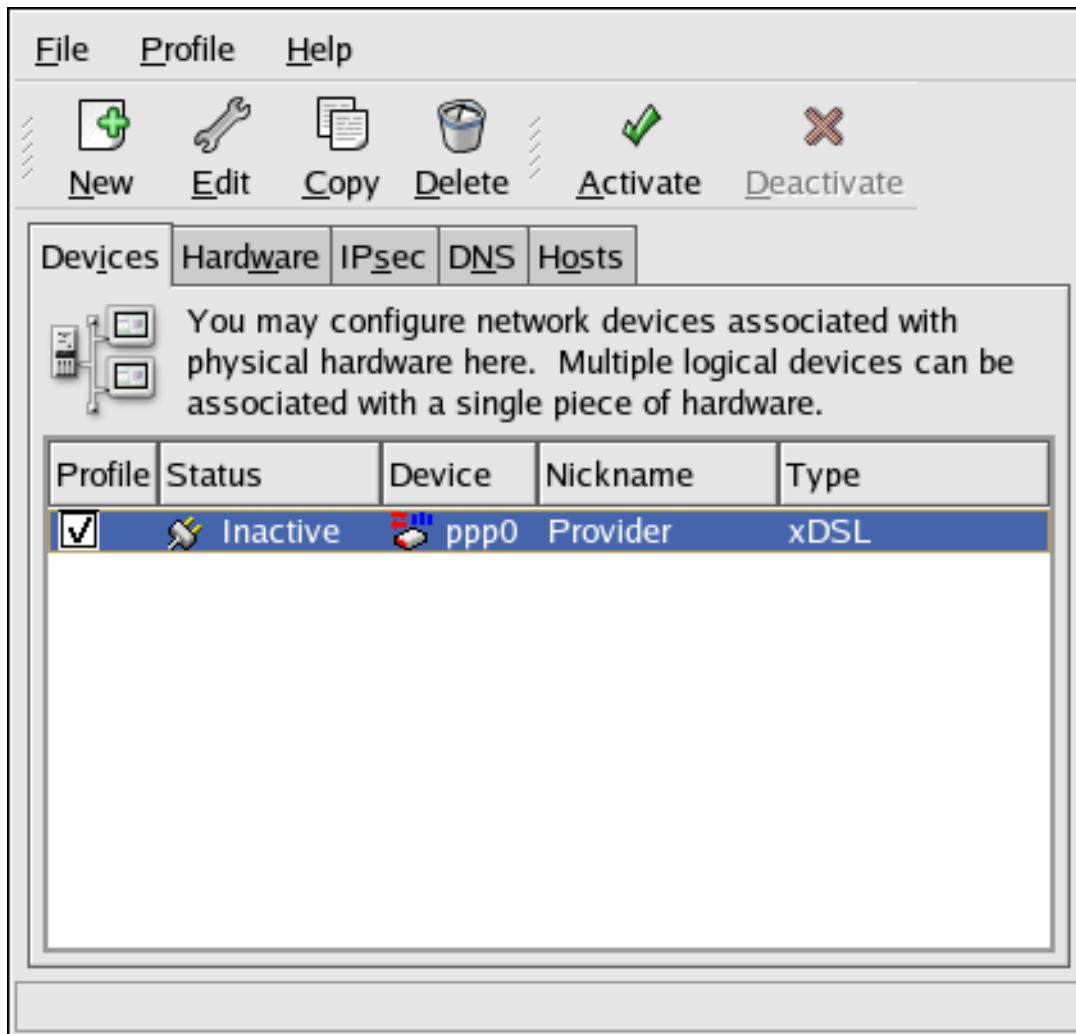 File Profile Help
New Edit Copy Delete Activate Deactivate
Devices Hardware IPsec DNS Hosts
You may configure network devices associated with
physical hardware here.  Multiple logical devices can be
associated with a single piece of hardware.
Profile Status Device Nickname Type
Inactive ppp0 Provider xDSL